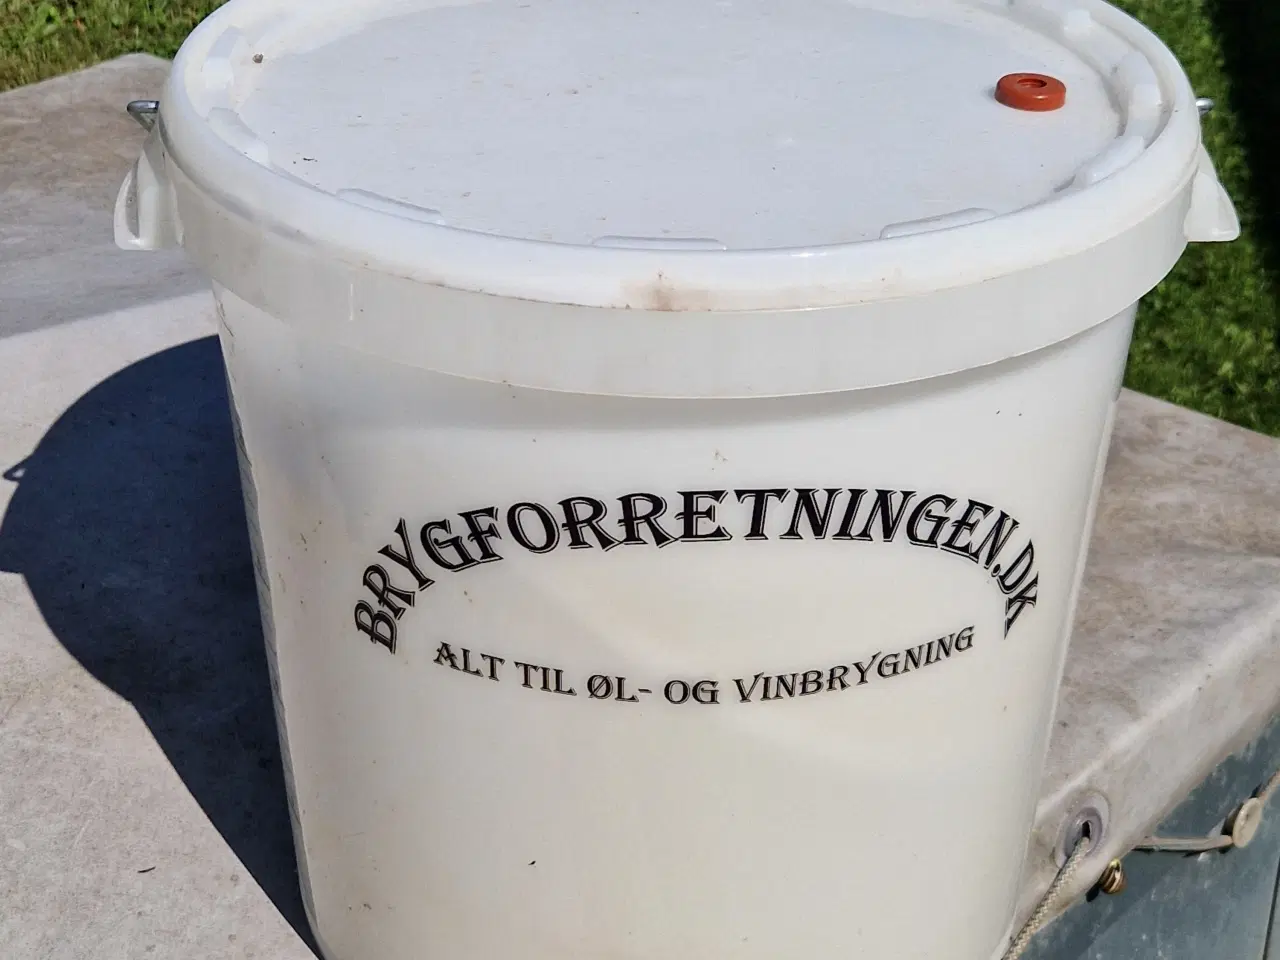 BRYGFORRETNINGEN.DK
ALT TIL ØL- OG VINBRYGNING